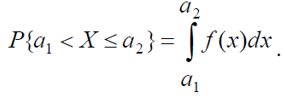 P{a₁ < X ≤ a₂} = ∫_{a₁}^{a₂} f(x)dx .